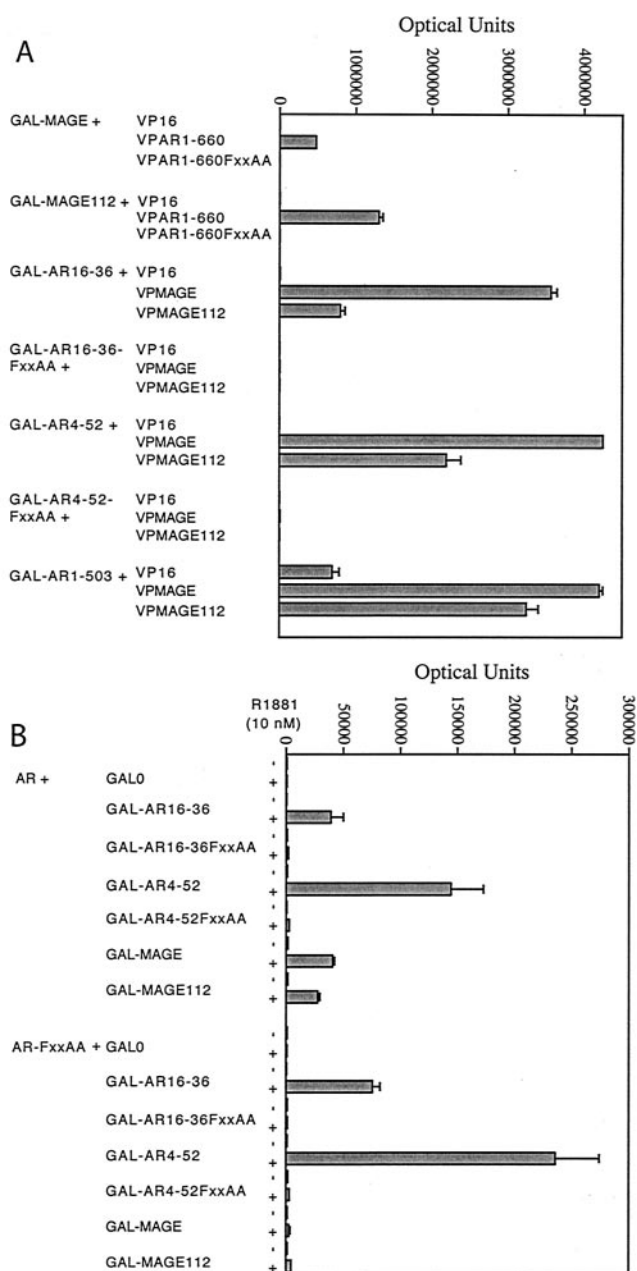 A
Optical Units
0
1000000
2000000
3000000
4000000
GAL-MAGE + VP16
VPAR1-660
VPAR1-660FxxAA
GAL-MAGE112 + VP16
VPAR1-660
VPAR1-660FxxAA
GAL-AR16-36 + VP16
VPMAGE
VPMAGE112
GAL-AR16-36- VP16
FxxAA + VPMAGE
VPMAGE112
GAL-AR4-52 + VP16
VPMAGE
VPMAGE112
GAL-AR4-52- VP16
FxxAA + VPMAGE
VPMAGE112
GAL-AR1-503 + VP16
VPMAGE
VPMAGE112
B
Optical Units
R1881
(10 nM)
0
50000
100000
150000
200000
250000
300000
-
AR + GAL0 +
-
GAL-AR16-36 +
-
GAL-AR16-36FxxAA +
-
GAL-AR4-52 +
-
GAL-AR4-52FxxAA +
-
GAL-MAGE +
-
GAL-MAGE112 +
-
AR-FxxAA + GAL0 +
-
GAL-AR16-36 +
-
GAL-AR16-36FxxAA +
-
GAL-AR4-52 +
-
GAL-AR4-52FxxAA +
-
GAL-MAGE +
-
GAL-MAGE112 +